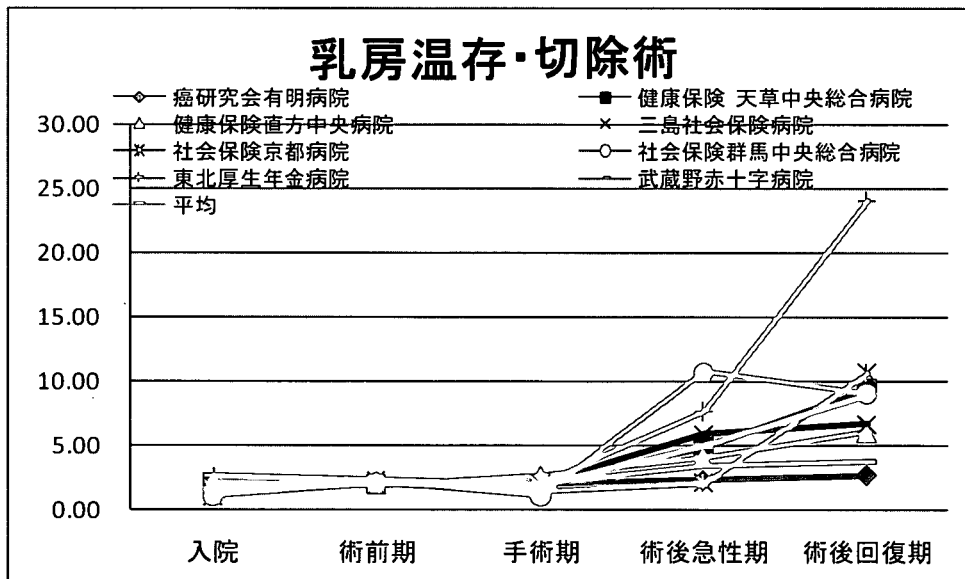 乳房温存・切除術
癌研究会有明病院 健康保険 天草中央総合病院
健康保険直方中央病院 三島社会保険病院
社会保険京都病院 社会保険群馬中央総合病院
東北厚生年金病院 武蔵野赤十字病院
平均
30.00
25.00
20.00
15.00
10.00
5.00
0.00
入院 術前期 手術期 術後急性期 術後回復期